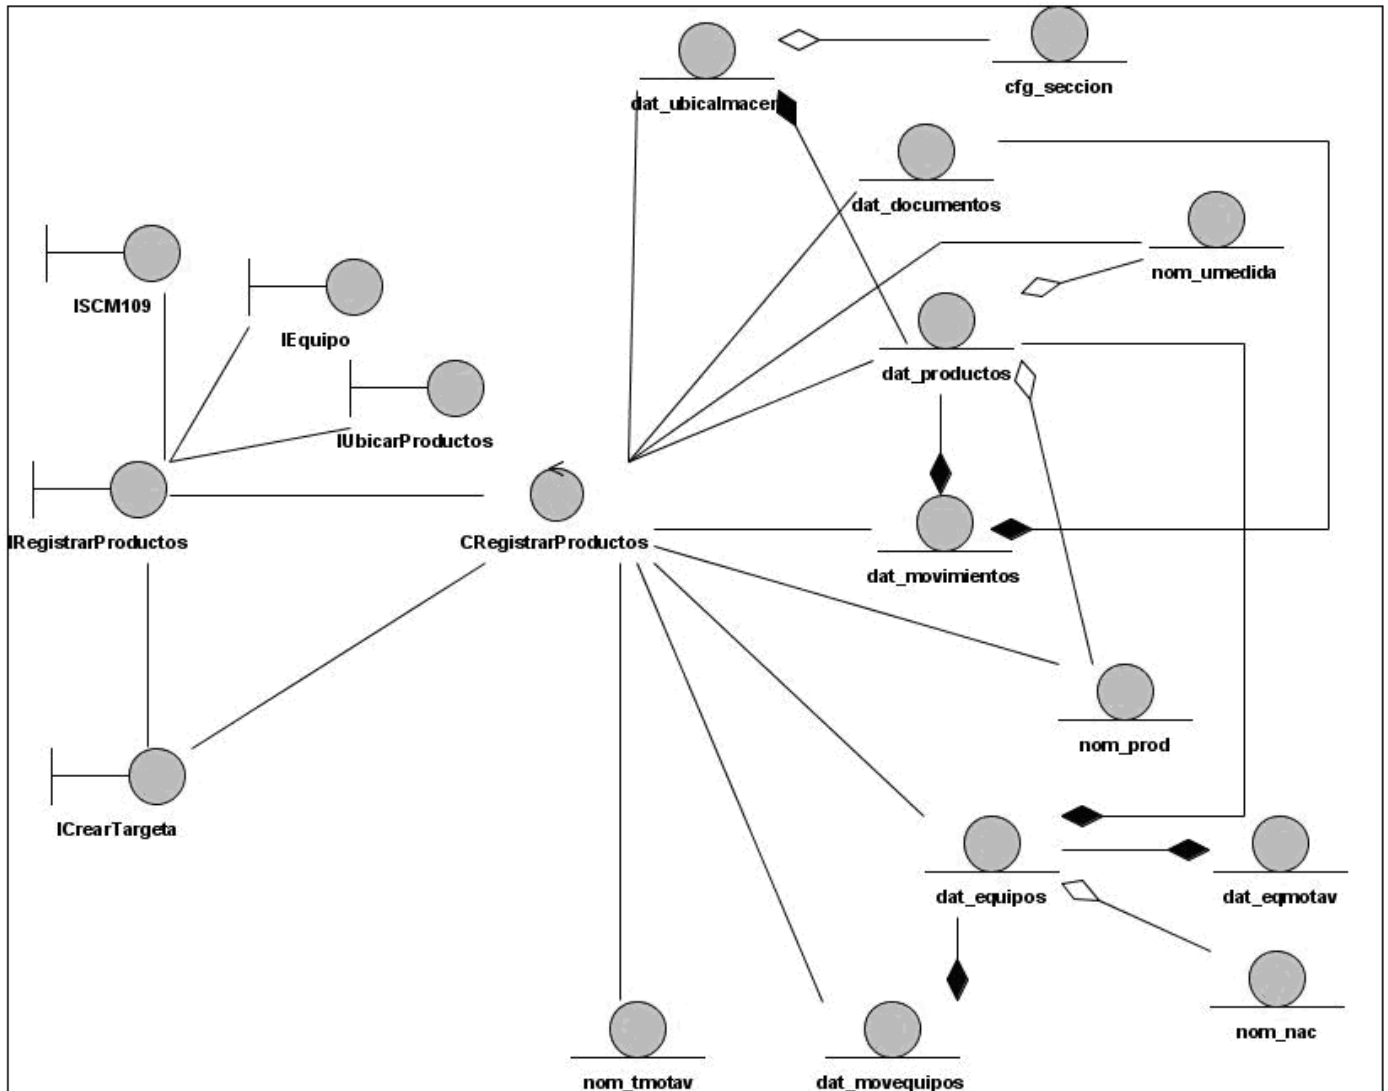 dat_ubicalmacen
cfg_seccion
dat_documentos
nom_umedida
ISCM109
IEquipo
dat_productos
IUbicarProductos
IRegistrarProductos
CRegistrarProductos
dat_movimientos
nom_prod
ICrearTargeta
dat_equipos
dat_eqmotav
nom_nac
nom_tmotav
dat_movequipos